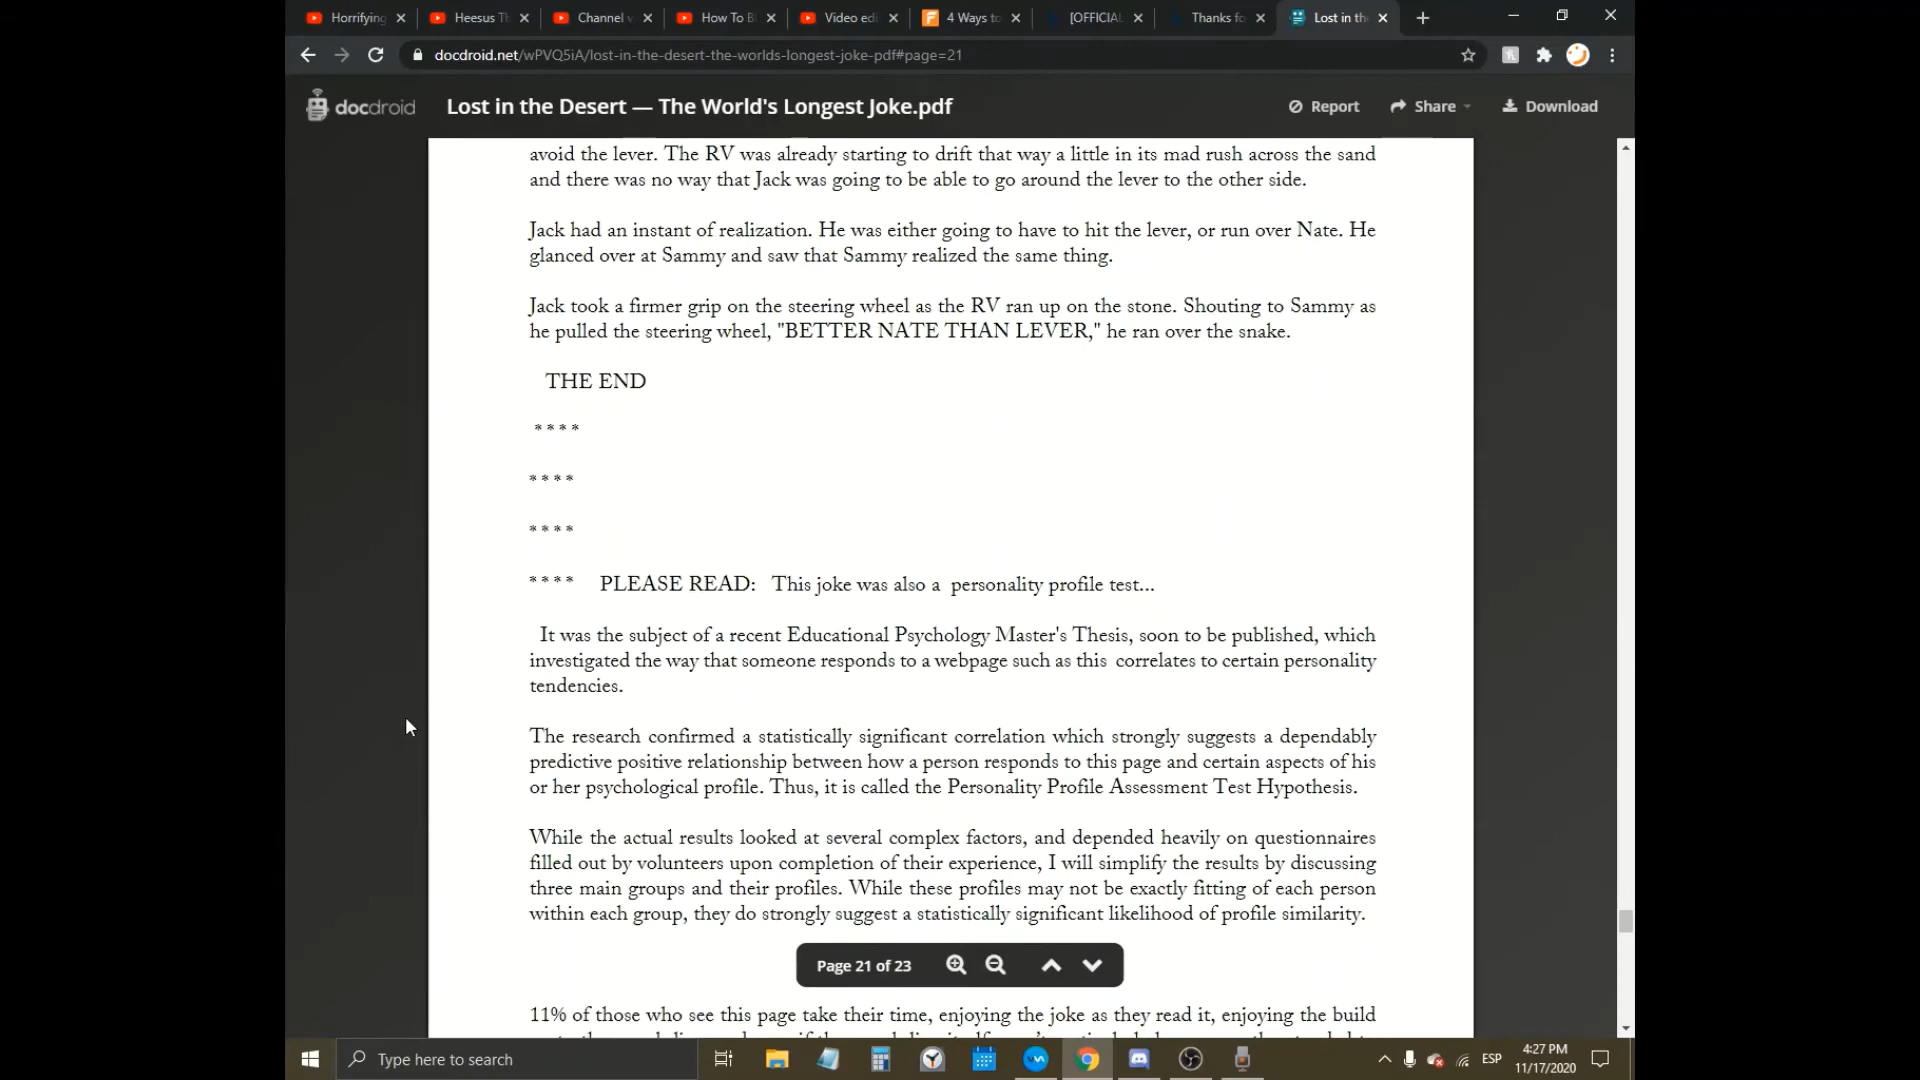 Horrifying
Heesus Th
Channel v
How To B
Video edi
4 Ways to
[OFFICIAL
Thanks fo
Lost in the
docdroid.net/wPVQ5iA/lost-in-the-desert-the-worlds-longest-joke-pdf#page=21
docdroid
Lost in the Desert — The World's Longest Joke.pdf
Report
Share
Download
avoid the lever. The RV was already starting to drift that way a little in its mad rush across the sand
and there was no way that Jack was going to be able to go around the lever to the other side.
Jack had an instant of realization. He was either going to have to hit the lever, or run over Nate. He
glanced over at Sammy and saw that Sammy realized the same thing.
Jack took a firmer grip on the steering wheel as the RV ran up on the stone. Shouting to Sammy as
he pulled the steering wheel, "BETTER NATE THAN LEVER," he ran over the snake.
THE END
* * * *
* * * *
* * * *
* * * * PLEASE READ: This joke was also a personality profile test...
It was the subject of a recent Educational Psychology Master's Thesis, soon to be published, which
investigated the way that someone responds to a webpage such as this correlates to certain personality
tendencies.
The research confirmed a statistically significant correlation which strongly suggests a dependably
predictive positive relationship between how a person responds to this page and certain aspects of his
or her psychological profile. Thus, it is called the Personality Profile Assessment Test Hypothesis.
While the actual results looked at several complex factors, and depended heavily on questionnaires
filled out by volunteers upon completion of their experience, I will simplify the results by discussing
three main groups and their profiles. While these profiles may not be exactly fitting of each person
within each group, they do strongly suggest a statistically significant likelihood of profile similarity.
Page 21 of 23
11% of those who see this page take their time, enjoying the joke as they read it, enjoying the build
Type here to search
ESP
4:27 PM
11/17/2020